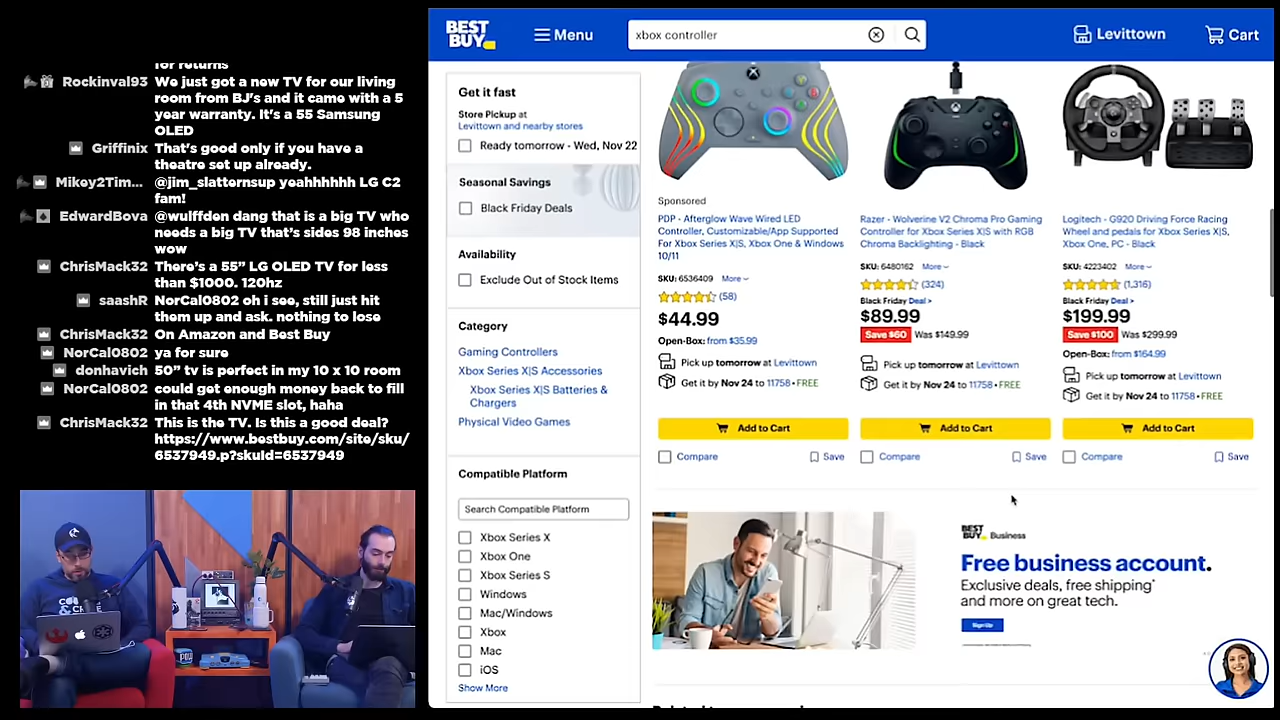 for returns
Rockinval93 We just got a new TV for our living
room from BJ's and it came with a 5
year warranty. It's a 55 Samsung
OLED
Griffinix That's good only if you have a
theatre set up already.
Mikoy2Tim... @jim_slatternsup yeahhhhhh LG C2
fam!
EdwardBova @wulffden dang that is a big TV who
needs a big TV that's sides 98 inches
wow
ChrisMack32 There's a 55' LG OLED TV for less
saashR NorCal0802 oh i see, still just hit
them up and ask. nothing to lose
ChrisMack32 On Amazon and Best Buy
NorCal0802 ya for sure
50" tv is perfect in my 10 x 10 room
NorCal0802 could get enough money back to fill
in that 4th NVME slot, haha
ChrisMack32 This is the TV. Is this a good deal?
https://www.bestbuy.com/site/sku/
6537949.p?skuId=6537949
BEST
BUY
Menu
xbox controller
Levittown
Cart
Get it fast
Store Pickup at
Levittown and nearby stores
Ready tomorrow - Wed, Nov 22
Seasonal Savings
Black Friday Deals
Availability
Exclude Out of Stock Items
Category
Gaming Controllers
Xbox Series X|S Accessories
Xbox Series X|S Batteries &
Chargers
Physical Video Games
Compatible Platform
Search Compatible Platform
Xbox Series X
Xbox One
Xbox Series S
Windows
Mac/Windows
Xbox
Mac
iOS
Show More
Sponsored
PDP - Afterglow Wave Wired LED
Controller, Customizable/App Supported
For Xbox Series X|S, Xbox One & Windows
10/11
SKU: 6536409 More
(58)
$44.99
Open-Box: from $35.99
Pick up tomorrow at Levittown
Get it by Nov 24 to 11758 • FREE
Add to Cart
Compare
Save
Razer - Wolverine V2 Chroma Pro Gaming
Controller for Xbox Series X|S with RGB
Chroma Backlighting - Black
SKU: 6480162 More
(324)
Black Friday Deal >
$89.99
Save $60 Was $149.99
Pick up tomorrow at Levittown
Get it by Nov 24 to 11758 • FREE
Add to Cart
Compare
Save
Logitech - G920 Driving Force Racing
Wheel and pedals for Xbox Series X|S,
Xbox One, PC - Black
SKU: 4223402 More
(1,316)
Black Friday Deal >
$199.99
Save $100 Was $299.99
Open-Box: from $164.99
Pick up tomorrow at Levittown
Get it by Nov 24 to 11758 • FREE
Add to Cart
Compare
Save
BEST
BUY Business
Free business account.
Exclusive deals, free shipping*
and more on great tech.
Sign Up